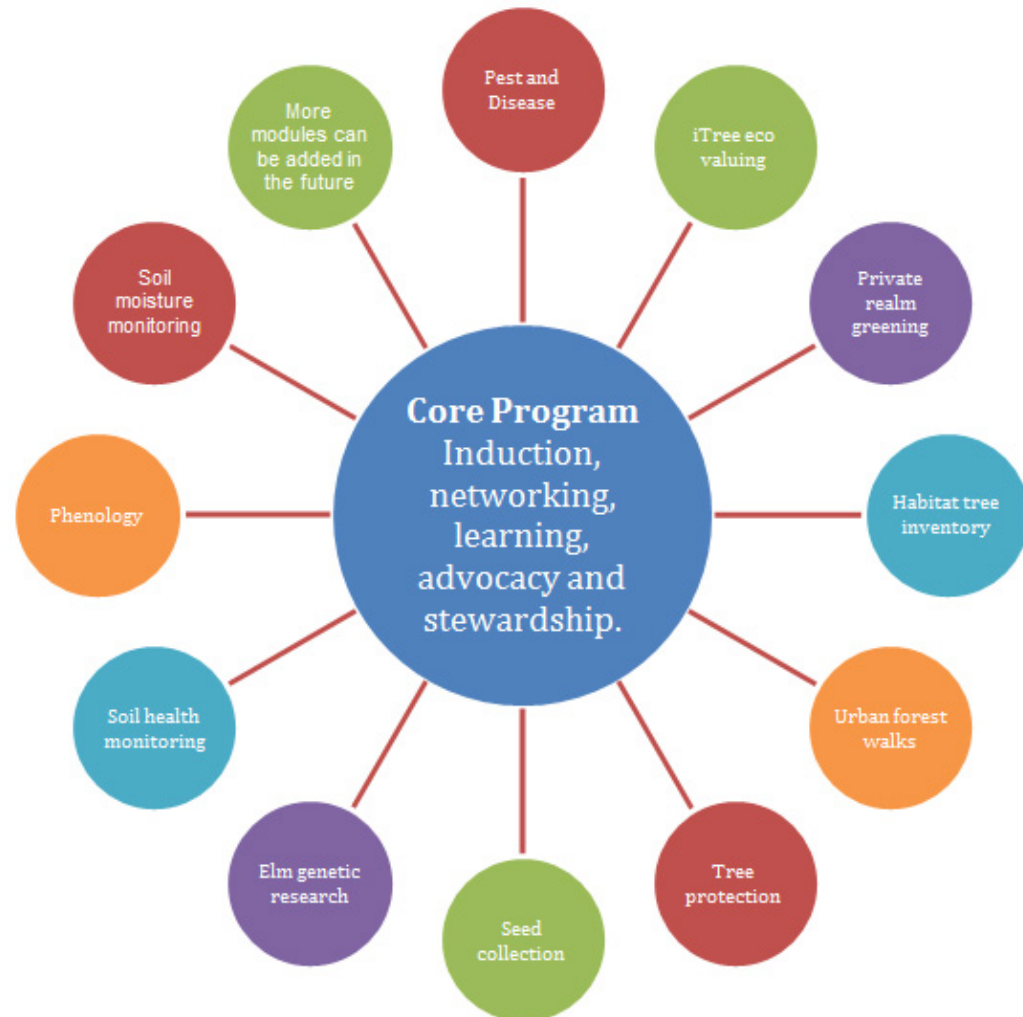 Pest and
Disease
iTree eco
valuing
Private
realm
greening
Habitat tree
inventory
Urban forest
walks
Tree
protection
Seed
collection
Elm genetic
research
Soil health
monitoring
Phenology
Soil
moisture
monitoring
More
modules can
be added in
the future
Core Program
Induction,
networking,
learning,
advocacy and
stewardship.